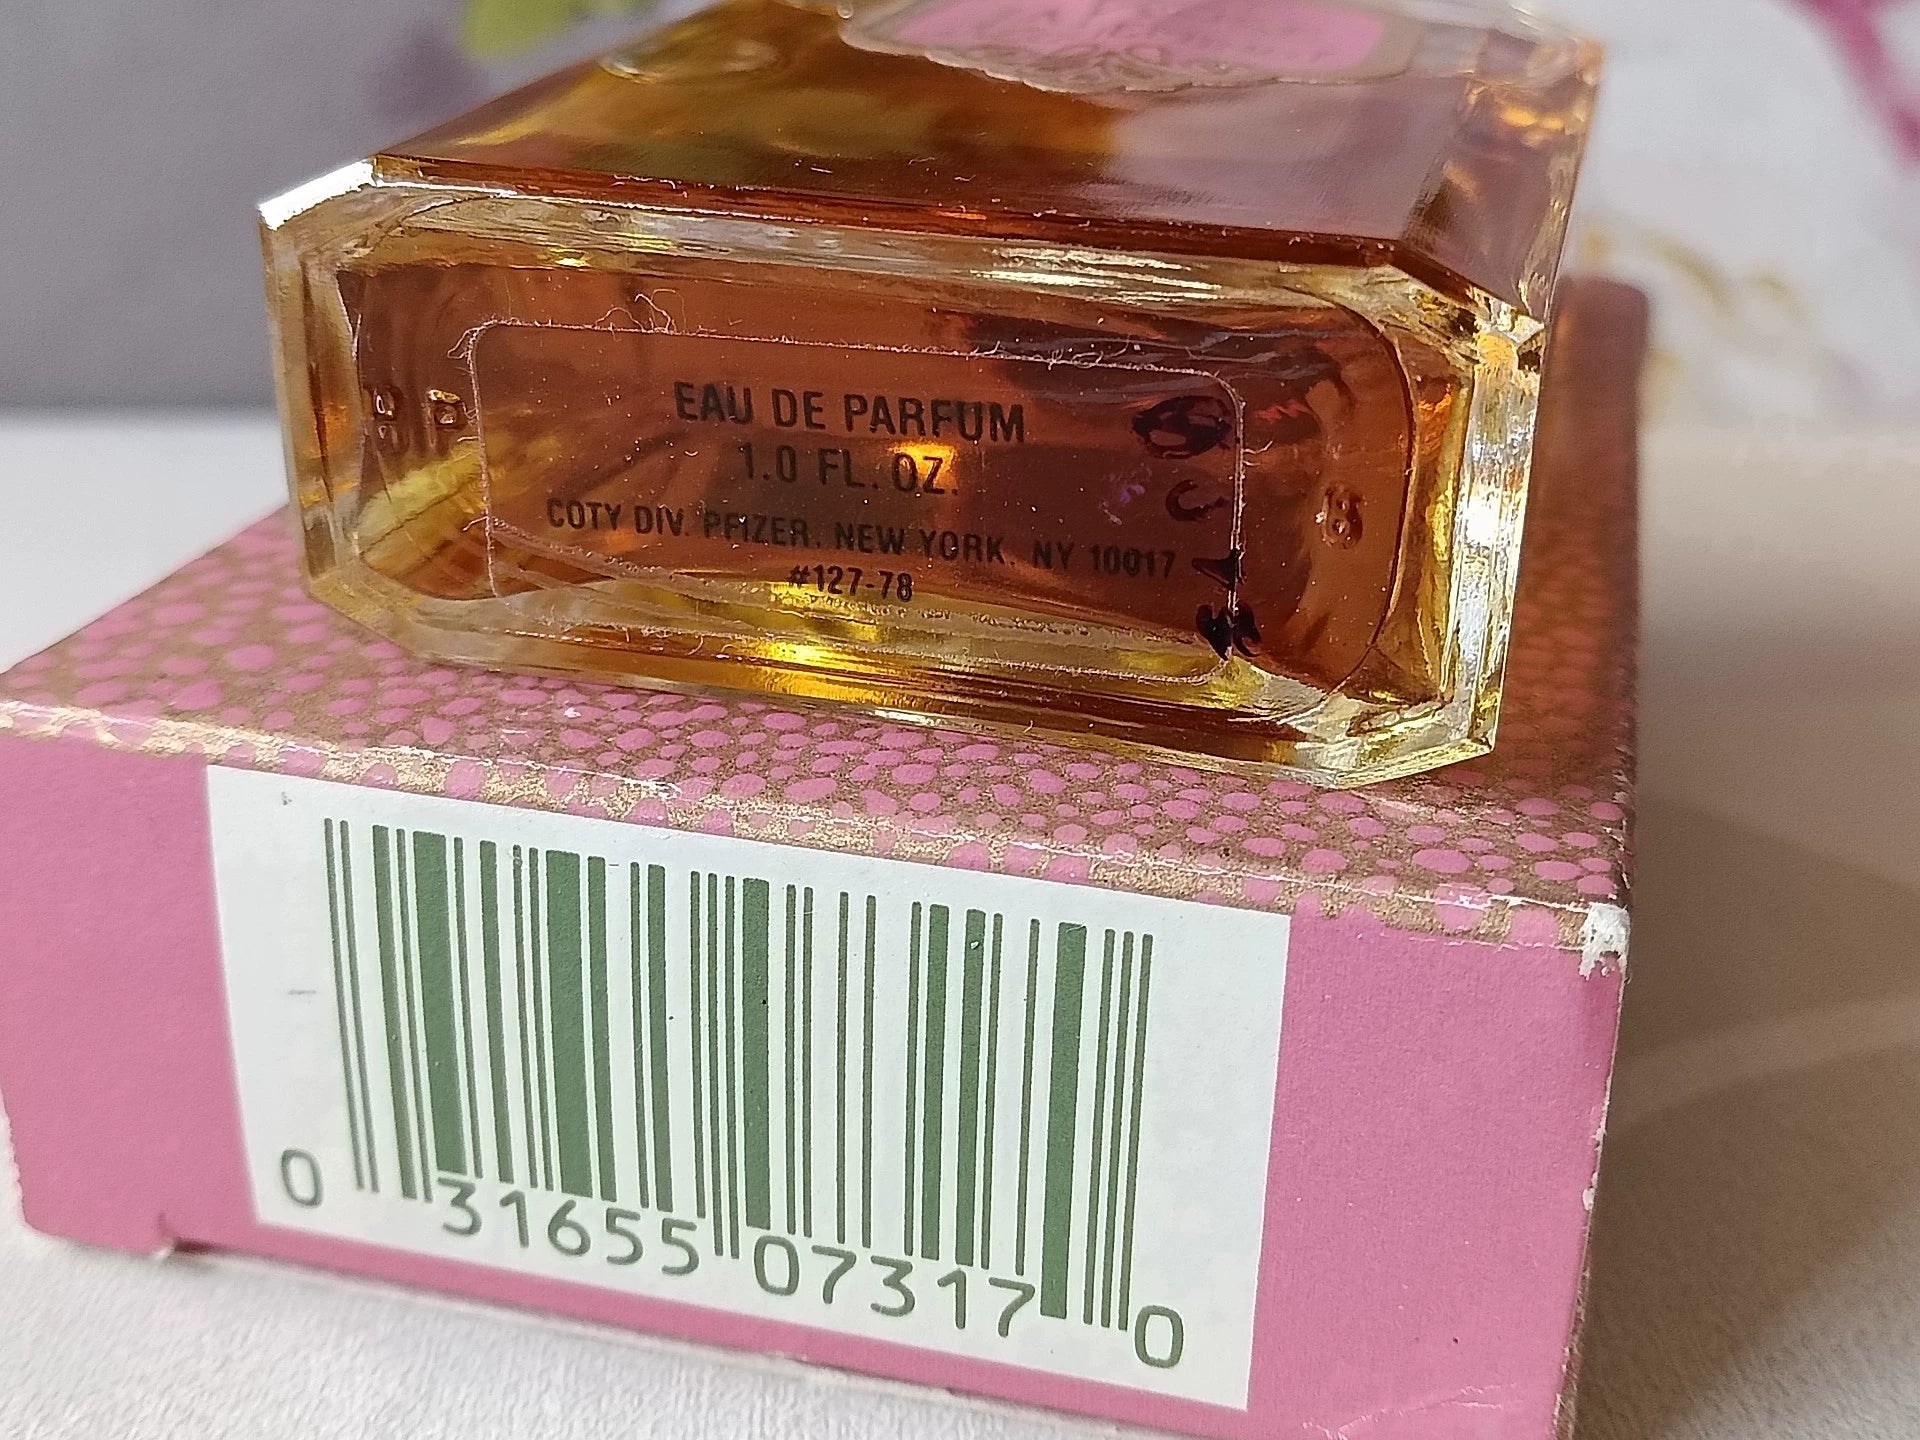 EAU DE PARFUM
1.0 FL. OZ.
COTY DIV. PFIZER. NEW YORK. NY 10017
#127-78
0 31655 07317 0